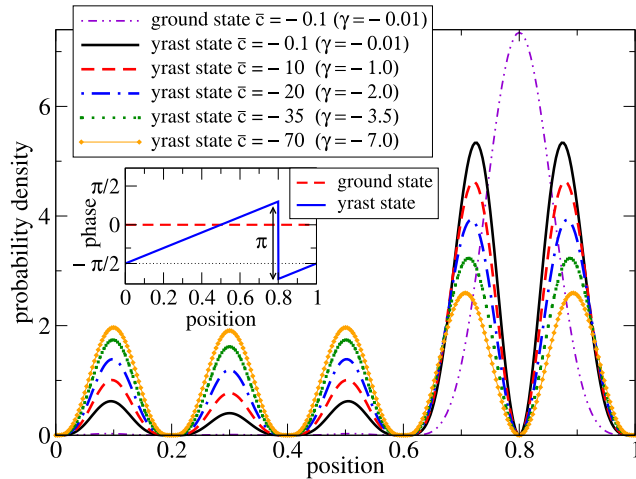 ground state c̄ = − 0.1 (γ = − 0.01)
yrast state c̄ = − 0.1 (γ = − 0.01)
yrast state c̄ = − 10 (γ = − 1.0)
yrast state c̄ = − 20 (γ = − 2.0)
yrast state c̄ = − 35 (γ = − 3.5)
yrast state c̄ = − 70 (γ = − 7.0)
ground state
yrast state
π/2
0
− π/2
phase
π
0 0.2 0.4 0.6 0.8 1
position
probability density
6
4
2
0
0 0.2 0.4 0.6 0.8 1
position